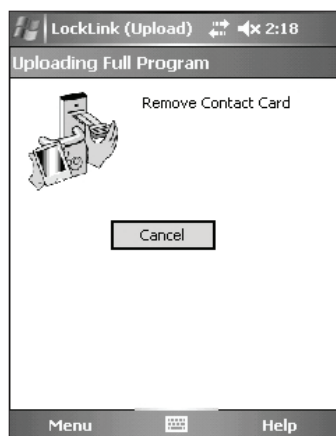 LockLink (Upload) 2:18
Uploading Full Program
Remove Contact Card
Cancel
Menu Help